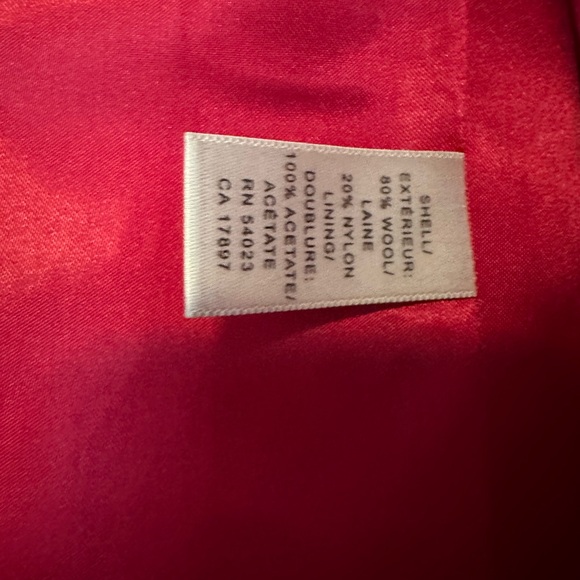 SHELL/
EXTÉRIEUR:
80% WOOL/
LAINE
20% NYLON
LINING/
DOUBLURE:
100% ACETATE/
ACÉTATE
RN 54023
CA 17897